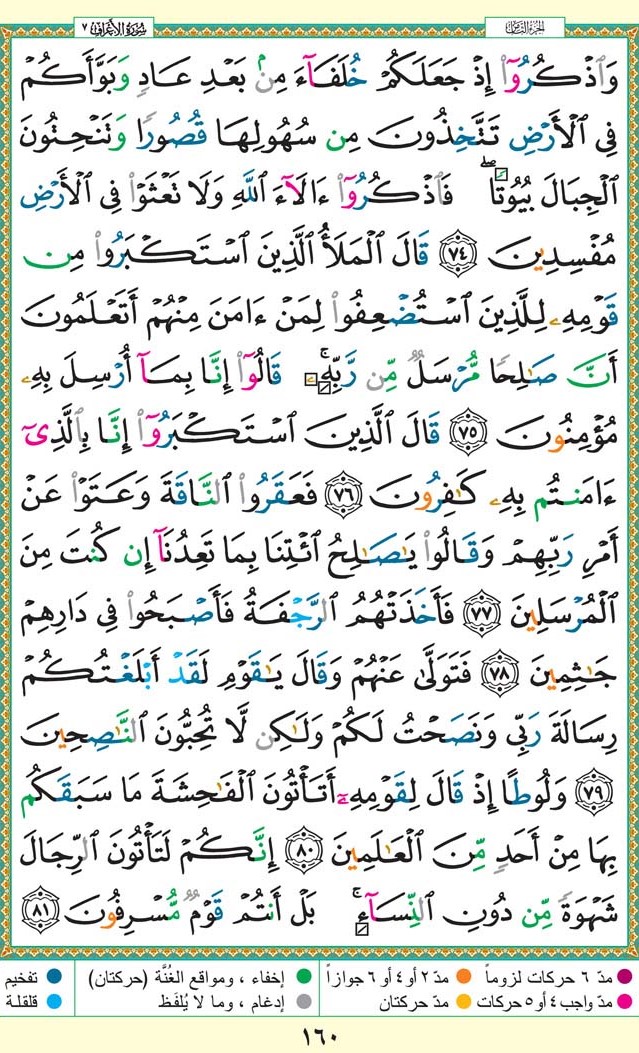 سُورَةُ الأَعْرَافِ ٧
الجزء الثامن
وَٱذۡكُرُوٓاْ إِذۡ جَعَلَكُمۡ خُلَفَآءَ مِنۢ بَعۡدِ عَادٖ وَبَوَّأَكُمۡ
فِي ٱلۡأَرۡضِ تَتَّخِذُونَ مِن سُهُولِهَا قُصُورٗا وَتَنۡحِتُونَ
ٱلۡجِبَالَ بُيُوتٗاۖ فَٱذۡكُرُوٓاْ ءَالَآءَ ٱللَّهِ وَلَا تَعۡثَوۡاْ فِي ٱلۡأَرۡضِ
مُفۡسِدِينَ ٧٤ قَالَ ٱلۡمَلَأُ ٱلَّذِينَ ٱسۡتَكۡبَرُواْ مِن
قَوۡمِهِۦ لِلَّذِينَ ٱسۡتُضۡعِفُواْ لِمَنۡ ءَامَنَ مِنۡهُمۡ أَتَعۡلَمُونَ
أَنَّ صَٰلِحٗا مُّرۡسَلٞ مِّن رَّبِّهِۦۚ قَالُوٓاْ إِنَّا بِمَآ أُرۡسِلَ بِهِۦ
مُؤۡمِنُونَ ٧٥ قَالَ ٱلَّذِينَ ٱسۡتَكۡبَرُوٓاْ إِنَّا بِٱلَّذِيٓ
ءَامَنتُم بِهِۦ كَٰفِرُونَ ٧٦ فَعَقَرُواْ ٱلنَّاقَةَ وَعَتَوۡاْ عَنۡ
أَمۡرِ رَبِّهِمۡ وَقَالُواْ يَٰصَٰلِحُ ٱئۡتِنَا بِمَا تَعِدُنَآ إِن كُنتَ مِنَ
ٱلۡمُرۡسَلِينَ ٧٧ فَأَخَذَتۡهُمُ ٱلرَّجۡفَةُ فَأَصۡبَحُواْ فِي دَارِهِمۡ
جَٰثِمِينَ ٧٨ فَتَوَلَّىٰ عَنۡهُمۡ وَقَالَ يَٰقَوۡمِ لَقَدۡ أَبۡلَغۡتُكُمۡ
رِسَالَةَ رَبِّي وَنَصَحۡتُ لَكُمۡ وَلَٰكِن لَّا تُحِبُّونَ ٱلنَّٰصِحِينَ
٧٩ وَلُوطًا إِذۡ قَالَ لِقَوۡمِهِۦٓ أَتَأۡتُونَ ٱلۡفَٰحِشَةَ مَا سَبَقَكُم
بِهَا مِنۡ أَحَدٖ مِّنَ ٱلۡعَٰلَمِينَ ٨٠ إِنَّكُمۡ لَتَأۡتُونَ ٱلرِّجَالَ
شَهۡوَةٗ مِّن دُونِ ٱلنِّسَآءِۚ بَلۡ أَنتُمۡ قَوۡمٞ مُّسۡرِفُونَ ٨١
مدّ ٦ حركات لزوماً مدّ ٢ أو ٤ أو ٦ جوازاً إخفاء ، ومواقع الغُنَّة (حركتان) تفخيم
مدّ واجب ٤ أو ٥ حركات مدّ حركتان إدغام ، وما لا يُلفَظ قلقلة
١٦٠